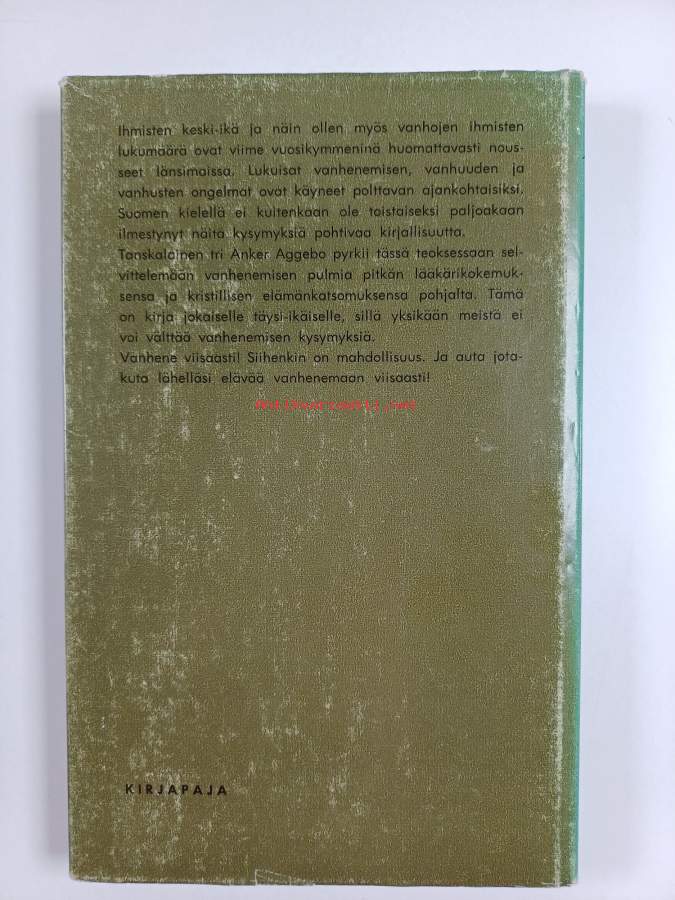 Ihmisten keski-ikä ja näin ollen myös vanhojen ihmisten
lukumäärä ovat viime vuosikymmeninä huomattavasti nous-
seet länsimaissa. Lukuisat vanhenemisen, vanhuuden ja
vanhusten ongelmat ovat käyneet polttavan ajankohtaisiksi.
Suomen kielellä ei kuitenkaan ole toistaiseksi paljoakaan
ilmestynyt näitä kysymyksiä pohtivaa kirjallisuutta.
Tanskalainen tri Anker Aggebo pyrkii tässä teoksessaan sel-
vittelemään vanhenemisen pulmia pitkän lääkärikokemuk-
sensa ja kristillisen elämänkatsomuksensa pohjalta. Tämä
on kirja jokaiselle täysi-ikäiselle, sillä yksikään meistä ei
voi välttää vanhenemisen kysymyksiä.
Vanhene viisaasti! Siihenkin on mahdollisuus. Ja auta jota-
kuta lähelläsi elävää vanhenemaan viisaasti!
Antikvariaatti.net
KIRJAPAJA